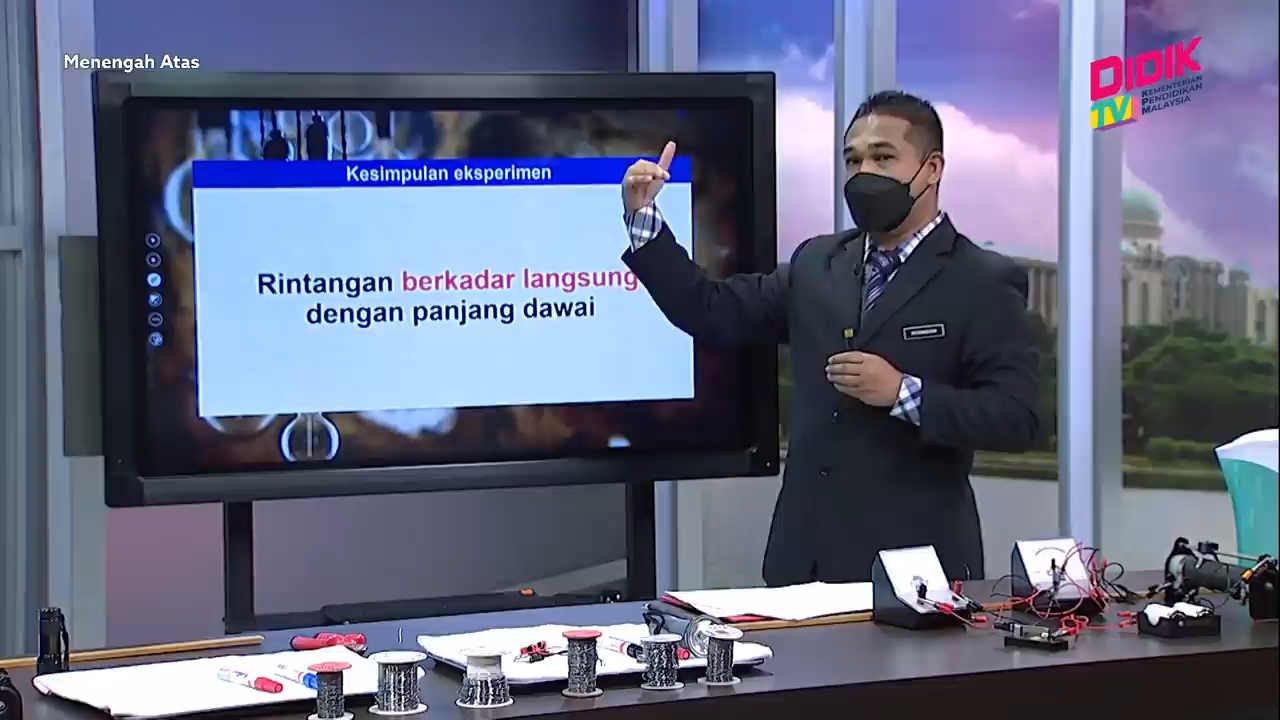 Menengah Atas
DIDIK
TV
KEMENTERIAN
PENDIDIKAN
MALAYSIA
Kesimpulan eksperimen
Rintangan berkadar langsung
dengan panjang dawai